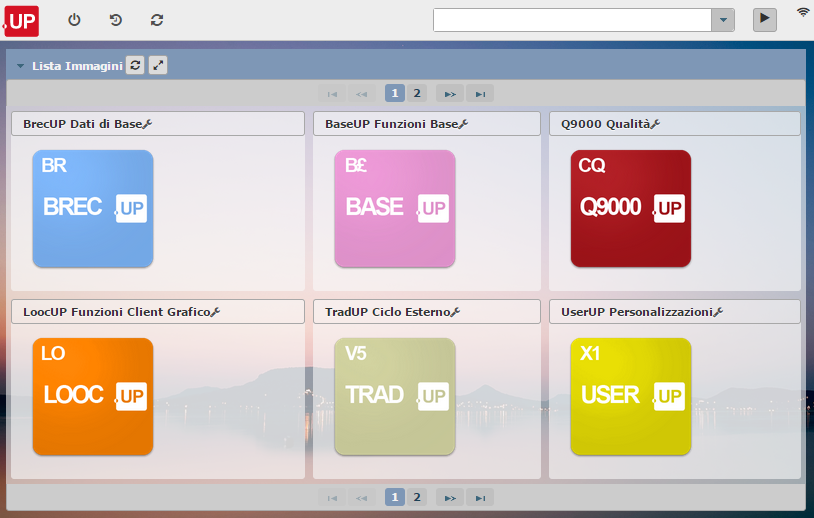 .UP
Lista Immagini
1 2
BrecUP Dati di Base
BaseUP Funzioni Base
Q9000 Qualità
BR
BREC .UP
B£
BASE .UP
CQ
Q9000 .UP
LoocUP Funzioni Client Grafico
TradUP Ciclo Esterno
UserUP Personalizzazioni
LO
LOOC .UP
V5
TRAD .UP
X1
USER .UP
1 2